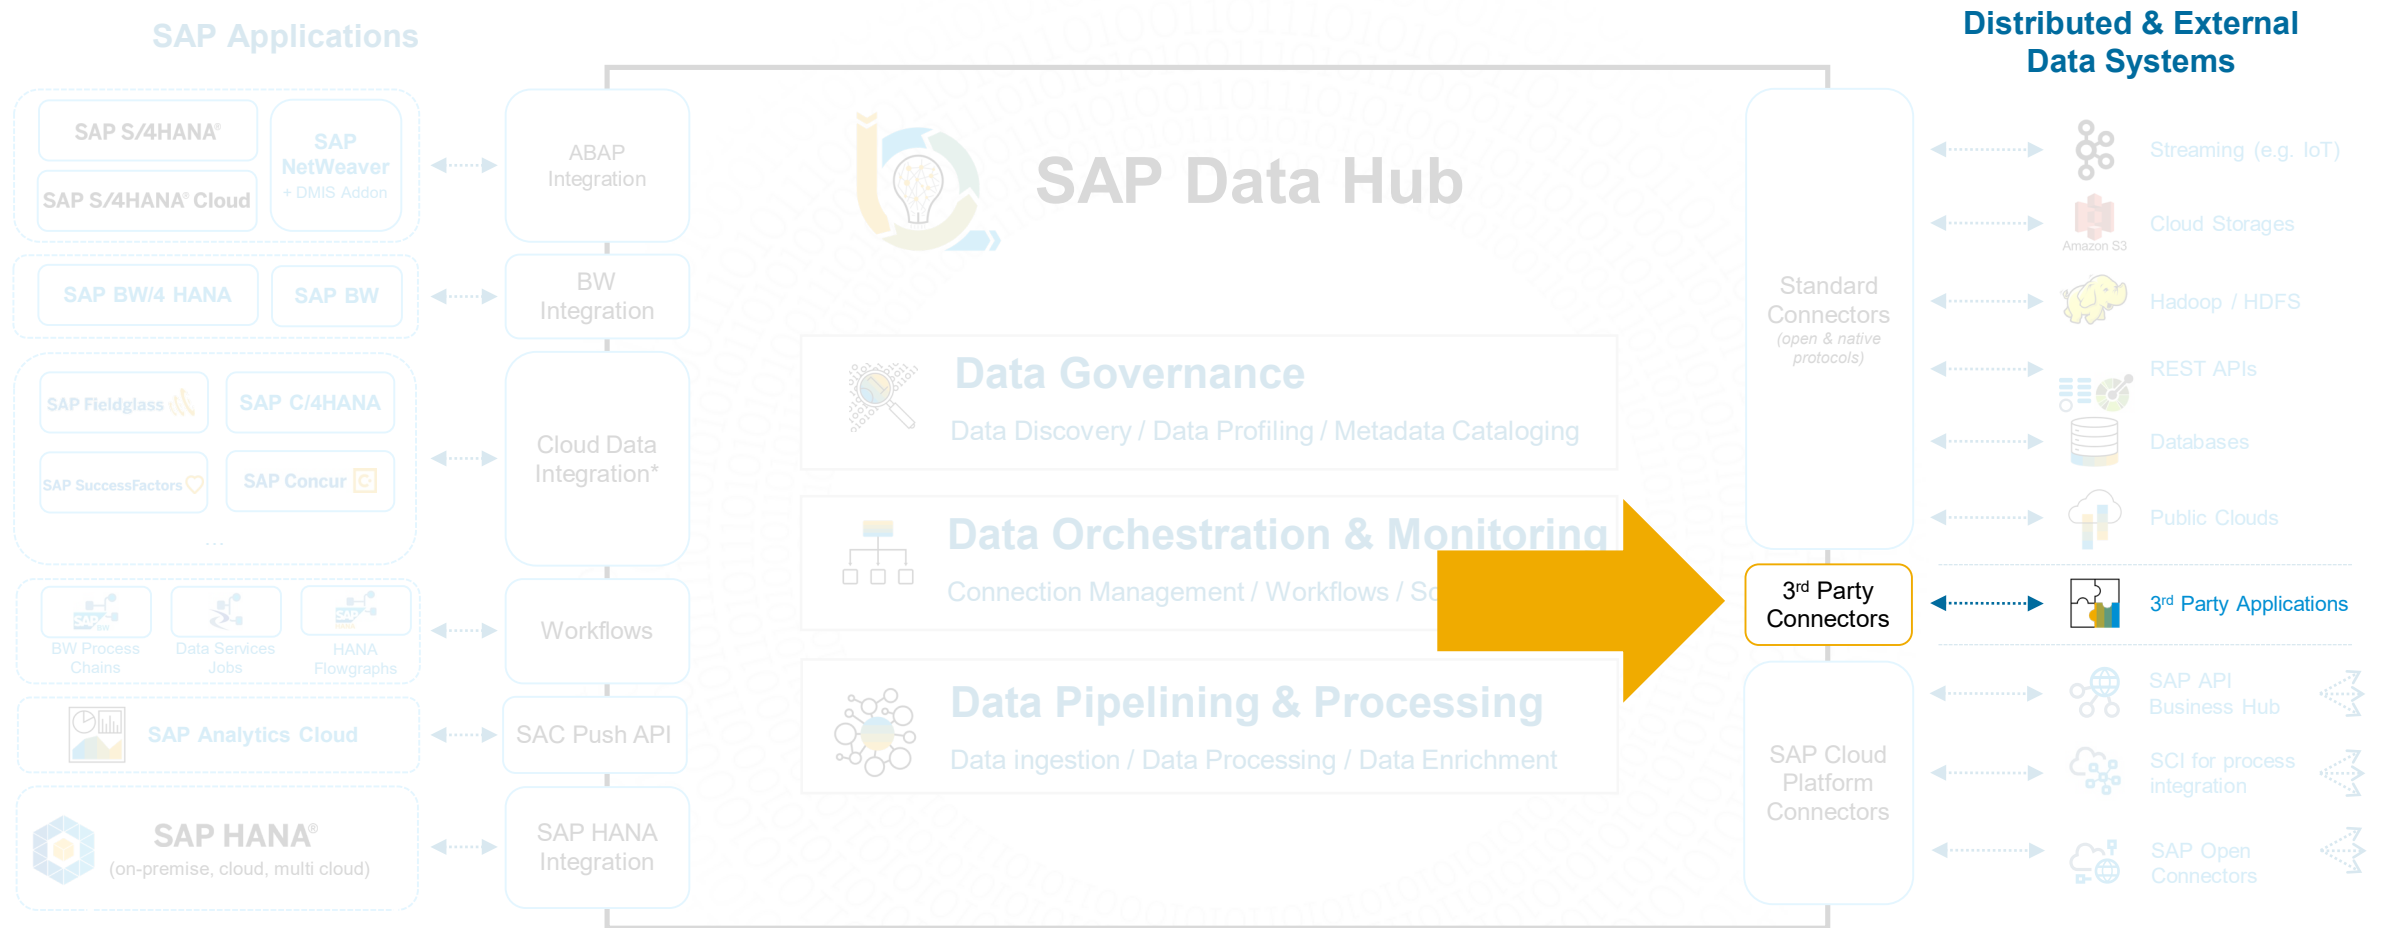 SAP Applications
SAP S/4HANA®
SAP S/4HANA® Cloud
SAP
NetWeaver
+ DMIS Addon
ABAP
Integration
SAP BW/4 HANA
SAP BW
BW
Integration
SAP Fieldglass
SAP C/4HANA
SAP SuccessFactors
SAP Concur
...
Cloud Data
Integration*
BW Process
Chains
Data Services
Jobs
HANA
Flowgraphs
Workflows
SAP Analytics Cloud
SAC Push API
SAP HANA®
(on-premise, cloud, multi cloud)
SAP HANA
Integration
SAP Data Hub
Data Governance
Data Discovery / Data Profiling / Metadata Cataloging
Data Orchestration & Monitoring
Connection Management / Workflows /
Data Pipelining & Processing
Data ingestion / Data Processing / Data Enrichment
Distributed & External
Data Systems
Standard
Connectors
(open & native
protocols)
3rd Party
Connectors
SAP Cloud
Platform
Connectors
Streaming (e.g. IoT)
Amazon S3
Cloud Storages
Hadoop / HDFS
REST APIs
Databases
Public Clouds
3rd Party Applications
SAP API
Business Hub
SCI for process
integration
SAP Open
Connectors